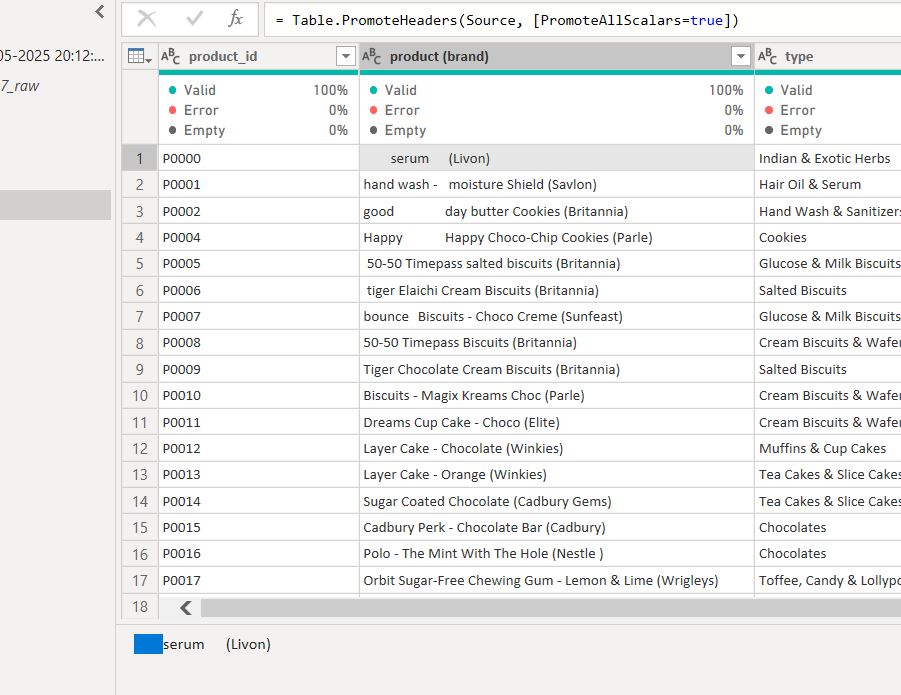 = Table.PromoteHeaders(Source, [PromoteAllScalars=true])
05-2025 20:12:...
7_raw
ABC product_id ABC product (brand) ABC type
Valid 100% Valid 100% Valid
Error 0% Error 0% Error
Empty 0% Empty 0% Empty
1 P0000 serum (Livon) Indian & Exotic Herbs
2 P0001 hand wash - moisture Shield (Savlon) Hair Oil & Serum
3 P0002 good day butter Cookies (Britannia) Hand Wash & Sanitizers
4 P0004 Happy Happy Choco-Chip Cookies (Parle) Cookies
5 P0005 50-50 Timepass salted biscuits (Britannia) Glucose & Milk Biscuits
6 P0006 tiger Elaichi Cream Biscuits (Britannia) Salted Biscuits
7 P0007 bounce Biscuits - Choco Creme (Sunfeast) Glucose & Milk Biscuits
8 P0008 50-50 Timepass Biscuits (Britannia) Cream Biscuits & Wafer
9 P0009 Tiger Chocolate Cream Biscuits (Britannia) Salted Biscuits
10 P0010 Biscuits - Magix Kreams Choc (Parle) Cream Biscuits & Wafer
11 P0011 Dreams Cup Cake - Choco (Elite) Cream Biscuits & Wafer
12 P0012 Layer Cake - Chocolate (Winkies) Muffins & Cup Cakes
13 P0013 Layer Cake - Orange (Winkies) Tea Cakes & Slice Cakes
14 P0014 Sugar Coated Chocolate (Cadbury Gems) Tea Cakes & Slice Cakes
15 P0015 Cadbury Perk - Chocolate Bar (Cadbury) Chocolates
16 P0016 Polo - The Mint With The Hole (Nestle ) Chocolates
17 P0017 Orbit Sugar-Free Chewing Gum - Lemon & Lime (Wrigleys) Toffee, Candy & Lollypo
18
serum (Livon)